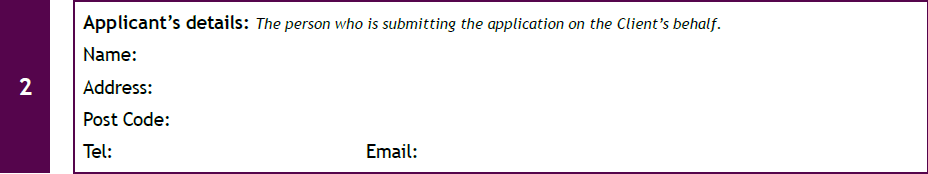 2
Applicant’s details: The person who is submitting the application on the Client’s behalf.
Name:
Address:
Post Code:
Tel: Email: